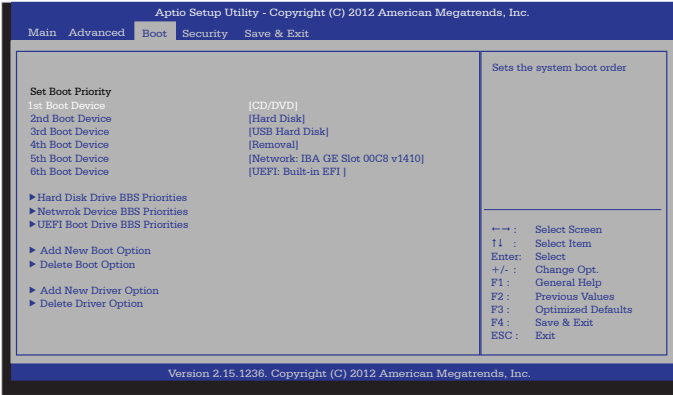 Aptio Setup Utility - Copyright (C) 2012 American Megatrends, Inc.
Main Advanced Boot Security Save & Exit
Sets the system boot order
Set Boot Priority
1st Boot Device [CD/DVD]
2nd Boot Device [Hard Disk]
3rd Boot Device [USB Hard Disk]
4th Boot Device [Removal]
5th Boot Device [Network: IBA GE Slot 00C8 v1410]
6th Boot Device [UEFI: Built-in EFI ]
▶Hard Disk Drive BBS Priorities
▶Netwrok Device BBS Priorities
▶UEFI Boot Drive BBS Priorities
▶ Add New Boot Option
▶ Delete Boot Option
▶ Add New Driver Option
▶ Delete Driver Option
←→ : Select Screen
↑↓ : Select Item
Enter: Select
+/- : Change Opt.
F1 : General Help
F2 : Previous Values
F3 : Optimized Defaults
F4 : Save & Exit
ESC : Exit
Version 2.15.1236. Copyright (C) 2012 American Megatrends, Inc.